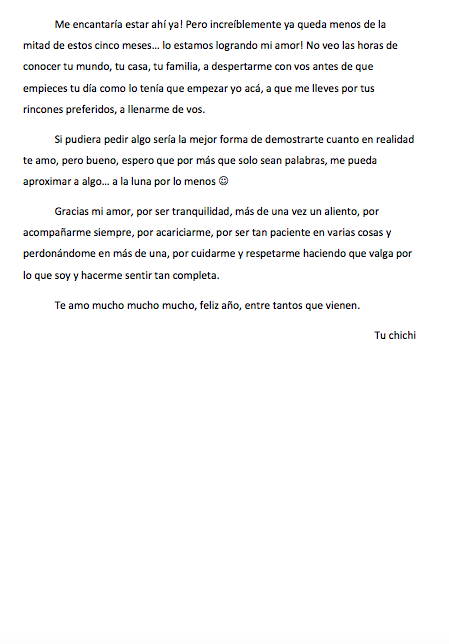 Me encantaría estar ahí ya! Pero increíblemente ya queda menos de la
mitad de estos cinco meses... lo estamos logrando mi amor! No veo las horas de
conocer tu mundo, tu casa, tu familia, a despertarme con vos antes de que
empieces tu día como lo tenía que empezar yo acá, a que me lleves por tus
rincones preferidos, a llenarme de vos.
Si pudiera pedir algo sería la mejor forma de demostrarte cuanto en realidad
te amo, pero bueno, espero que por más que solo sean palabras, me pueda
aproximar a algo... a la luna por lo menos ☺
Gracias mi amor, por ser tranquilidad, más de una vez un aliento, por
acompañarme siempre, por acariciarme, por ser tan paciente en varias cosas y
perdonándome en más de una, por cuidarme y respetarme haciendo que valga por
lo que soy y hacerme sentir tan completa.
Te amo mucho mucho mucho, feliz año, entre tantos que vienen.
Tu chichi